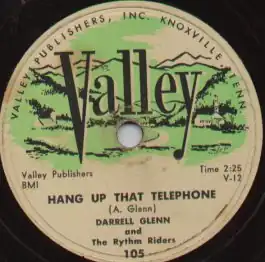 VALLEY PUBLISHERS, INC. KNOXVILLE, TENN.
Valley
Valley Publishers
BMI
Time 2:25
V-12
HANG UP THAT TELEPHONE
(A. Glenn)
DARRELL GLENN
and
The Rythm Riders
105